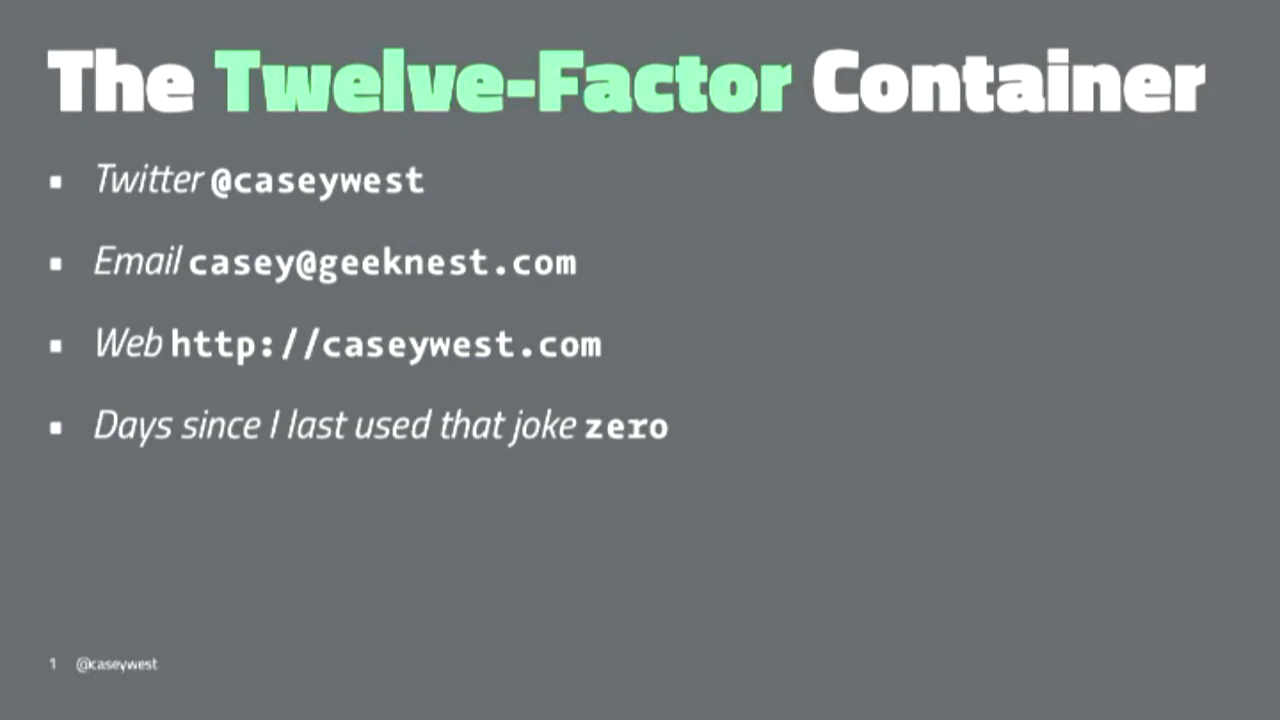 The Twelve-Factor Container
▪ Twitter @caseywest
▪ Email casey@geeknest.com
▪ Web http://caseywest.com
▪ Days since I last used that joke zero
1 @caseywest